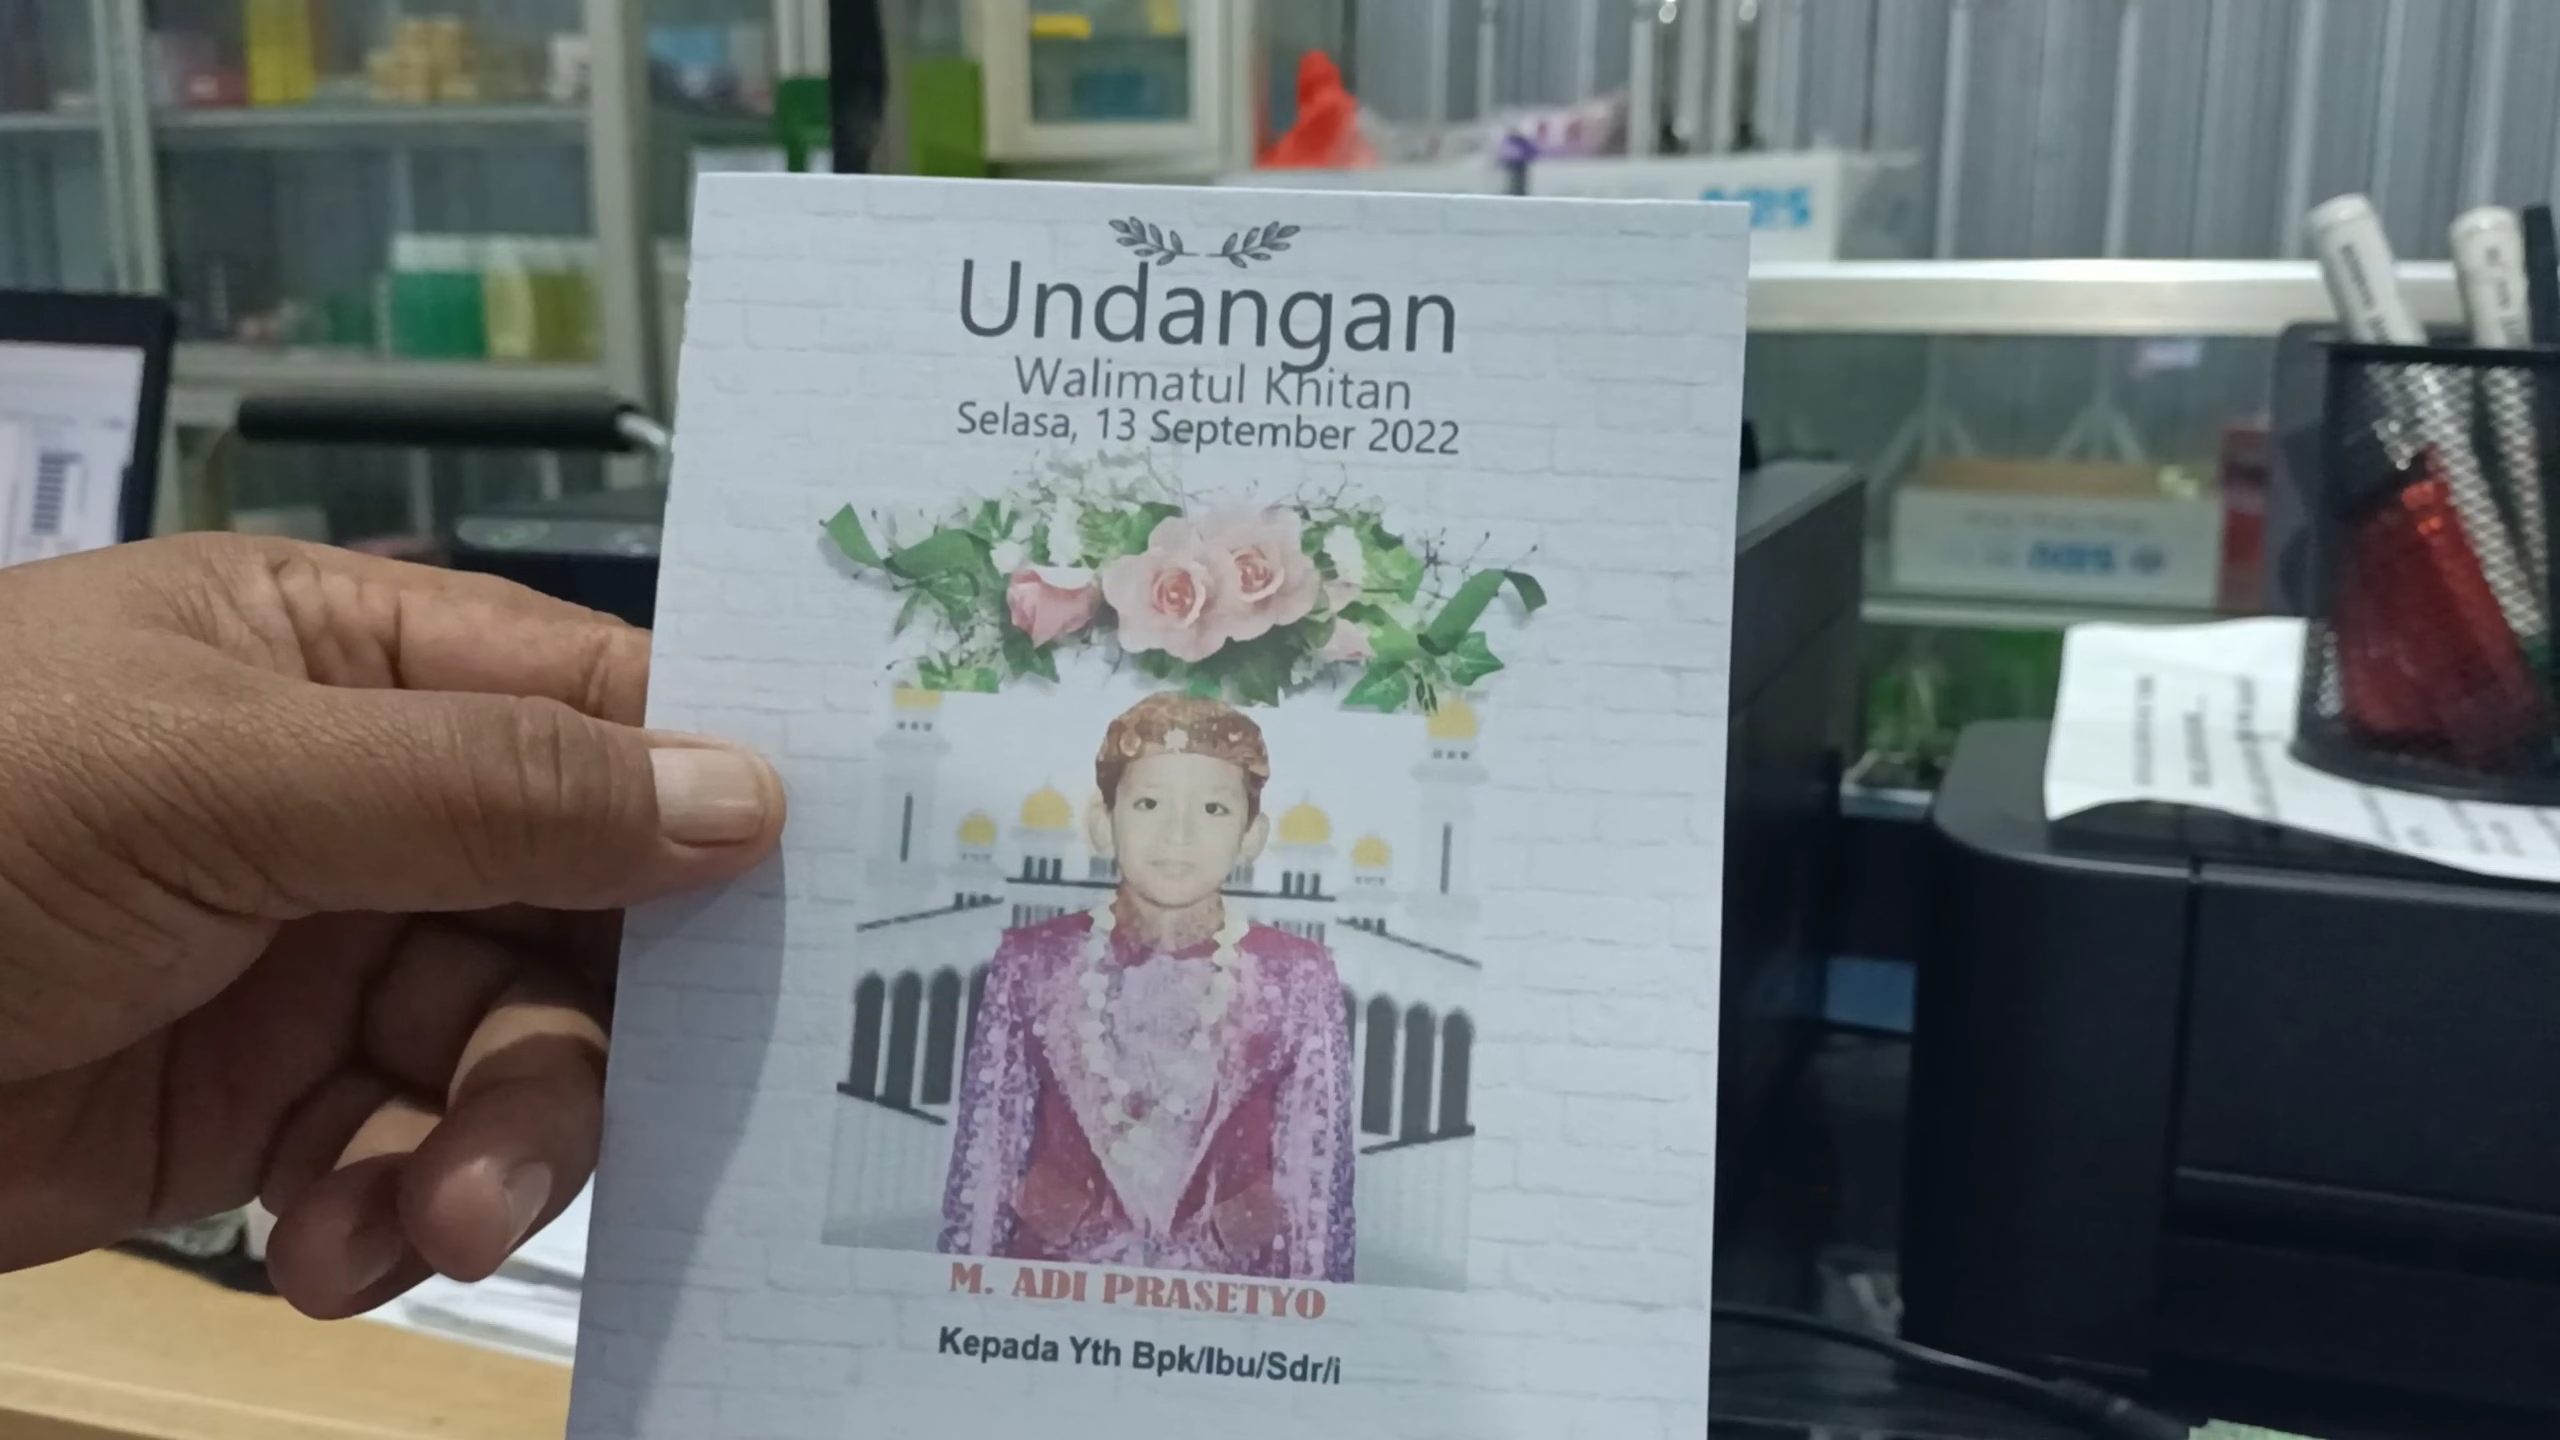 Undangan
Walimatul Khitan
Selasa, 13 September 2022
M. ADI PRASETYO
Kepada Yth Bpk/Ibu/Sdr/i